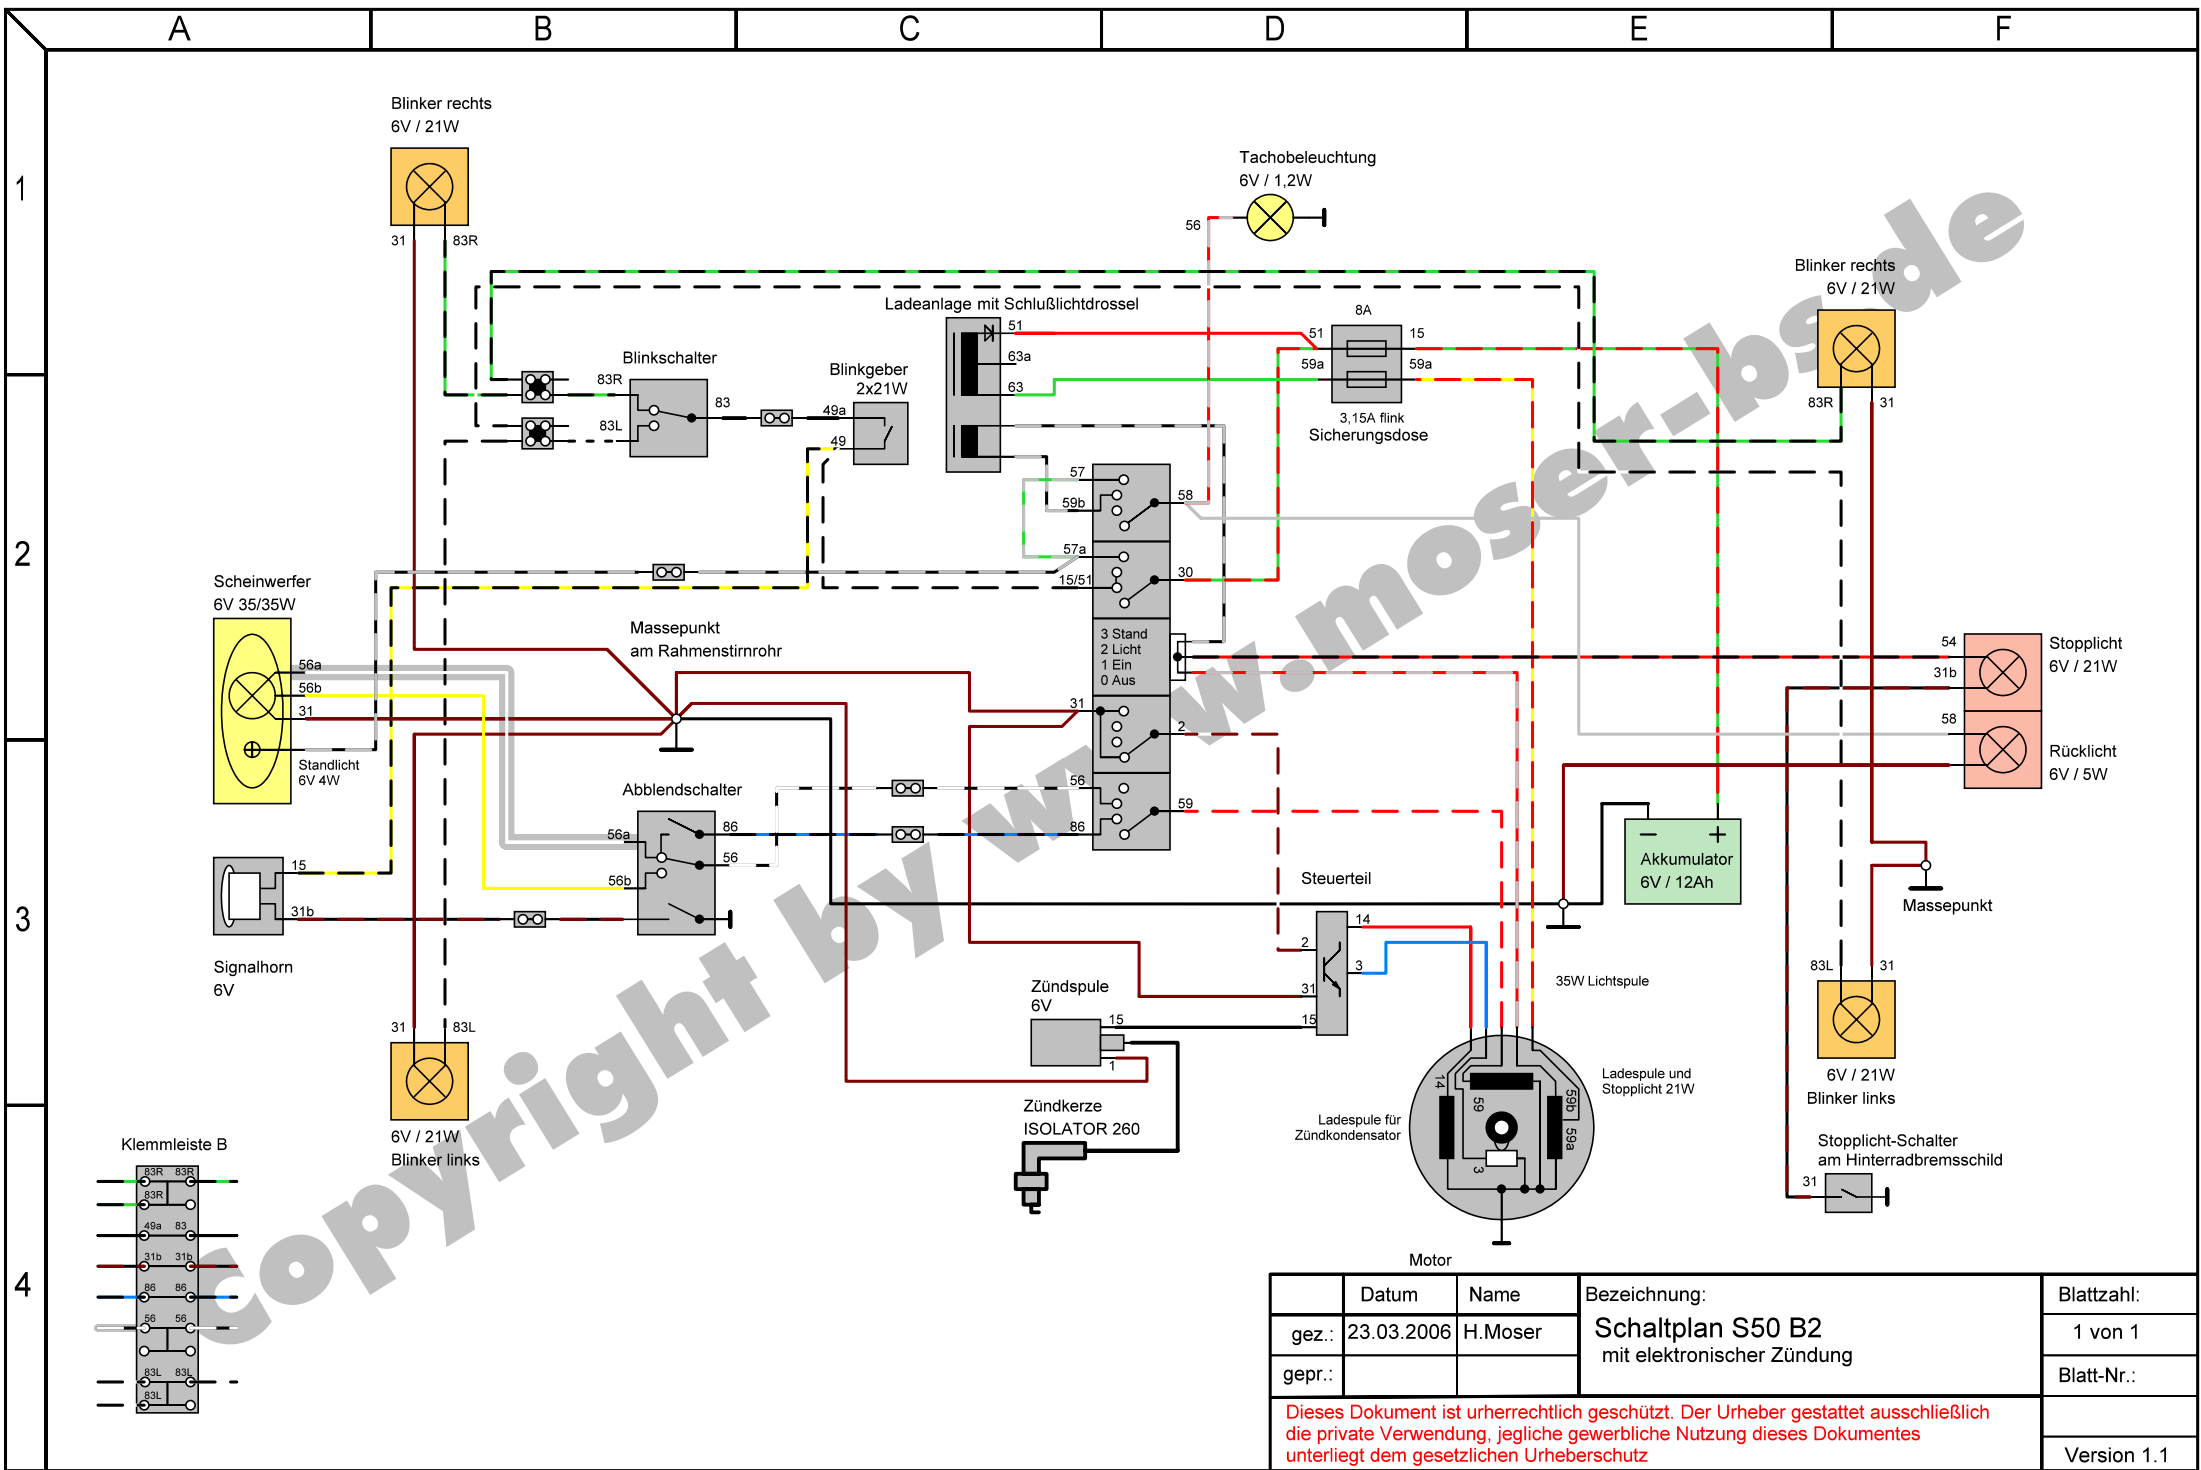 A B C D E F
1
2
3
4
Blinker rechts
6V / 21W
31 83R
Tachobeleuchtung
6V / 1,2W
56
Blinker rechts
6V / 21W
83R 31
Ladeanlage mit Schlußlichtdrossel
51
63a
63
8A
51 15
59a 59a
3,15A flink
Sicherungsdose
Blinkschalter
83R
83L
83
Blinkgeber
2x21W
49a
49
57
59b
58
57a
15/51
30
3 Stand
2 Licht
1 Ein
0 Aus
31
2
56
86
59
Scheinwerfer
6V 35/35W
56a
56b
31
Standlicht
6V 4W
Massepunkt
am Rahmenstirnrohr
54
31b
58
Stopplicht
6V / 21W
Rücklicht
6V / 5W
Abblendschalter
56a
56b
86
56
15
31b
Signalhorn
6V
Akkumulator
6V / 12Ah
Massepunkt
Steuerteil
2
31
15
14
3
Zündspule
6V
15
1
Zündkerze
ISOLATOR 260
35W Lichtspule
Ladespule und
Stopplicht 21W
Ladespule für
Zündkondensator
14
59
3
59b
59a
Motor
83L 31
6V / 21W
Blinker links
31 83L
6V / 21W
Blinker links
Stopplicht-Schalter
am Hinterradbremsschild
31
Klemmleiste B
83R 83R
83R
49a 83
31b 31b
86 86
56 56
83L 83L
83L
copyright by www.moser-bs.de
Datum Name Bezeichnung: Blattzahl:
gez.: 23.03.2006 H.Moser Schaltplan S50 B2 1 von 1
mit elektronischer Zündung
gepr.: Blatt-Nr.:
Dieses Dokument ist urherrechtlich geschützt. Der Urheber gestattet ausschließlich
die private Verwendung, jegliche gewerbliche Nutzung dieses Dokumentes
unterliegt dem gesetzlichen Urheberschutz
Version 1.1